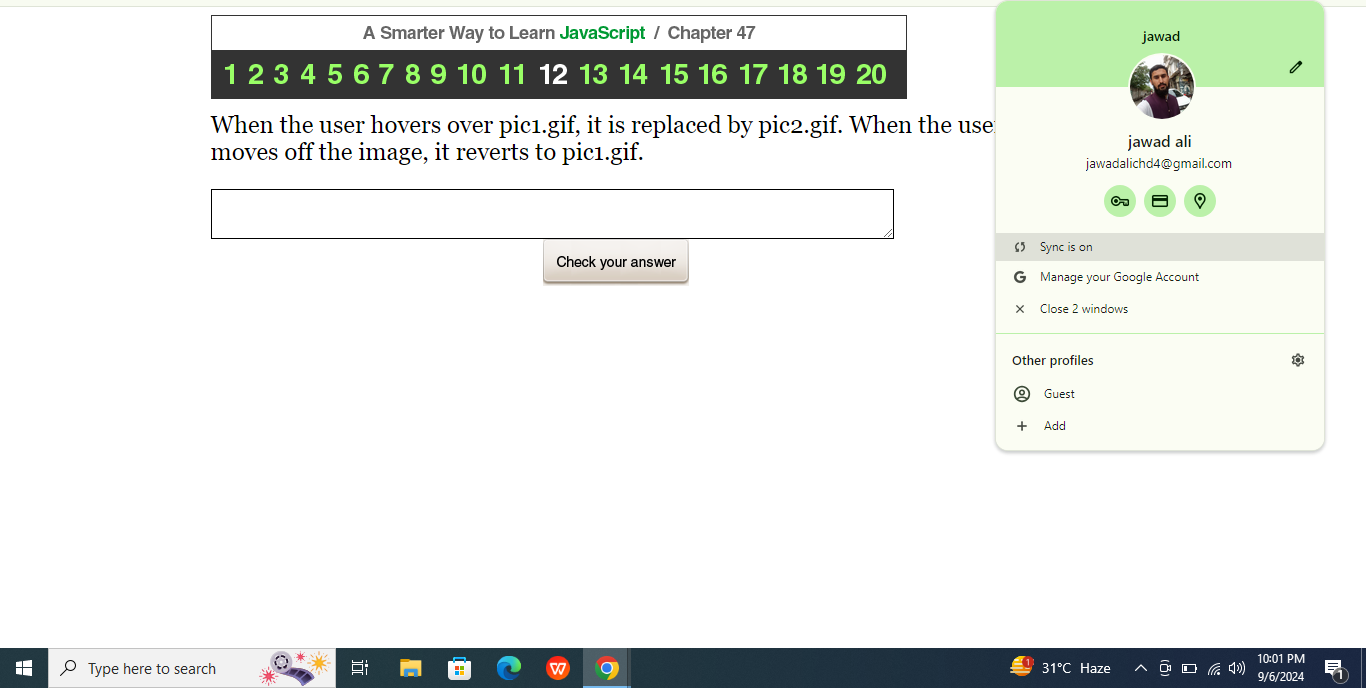 A Smarter Way to Learn JavaScript / Chapter 47
1 2 3 4 5 6 7 8 9 10 11 12 13 14 15 16 17 18 19 20
When the user hovers over pic1.gif, it is replaced by pic2.gif. When the use
moves off the image, it reverts to pic1.gif.
Check your answer
jawad
jawad ali
jawadalichd4@gmail.com
Sync is on
Manage your Google Account
Close 2 windows
Other profiles
Guest
Add
Type here to search
31°C Haze
10:01 PM
9/6/2024